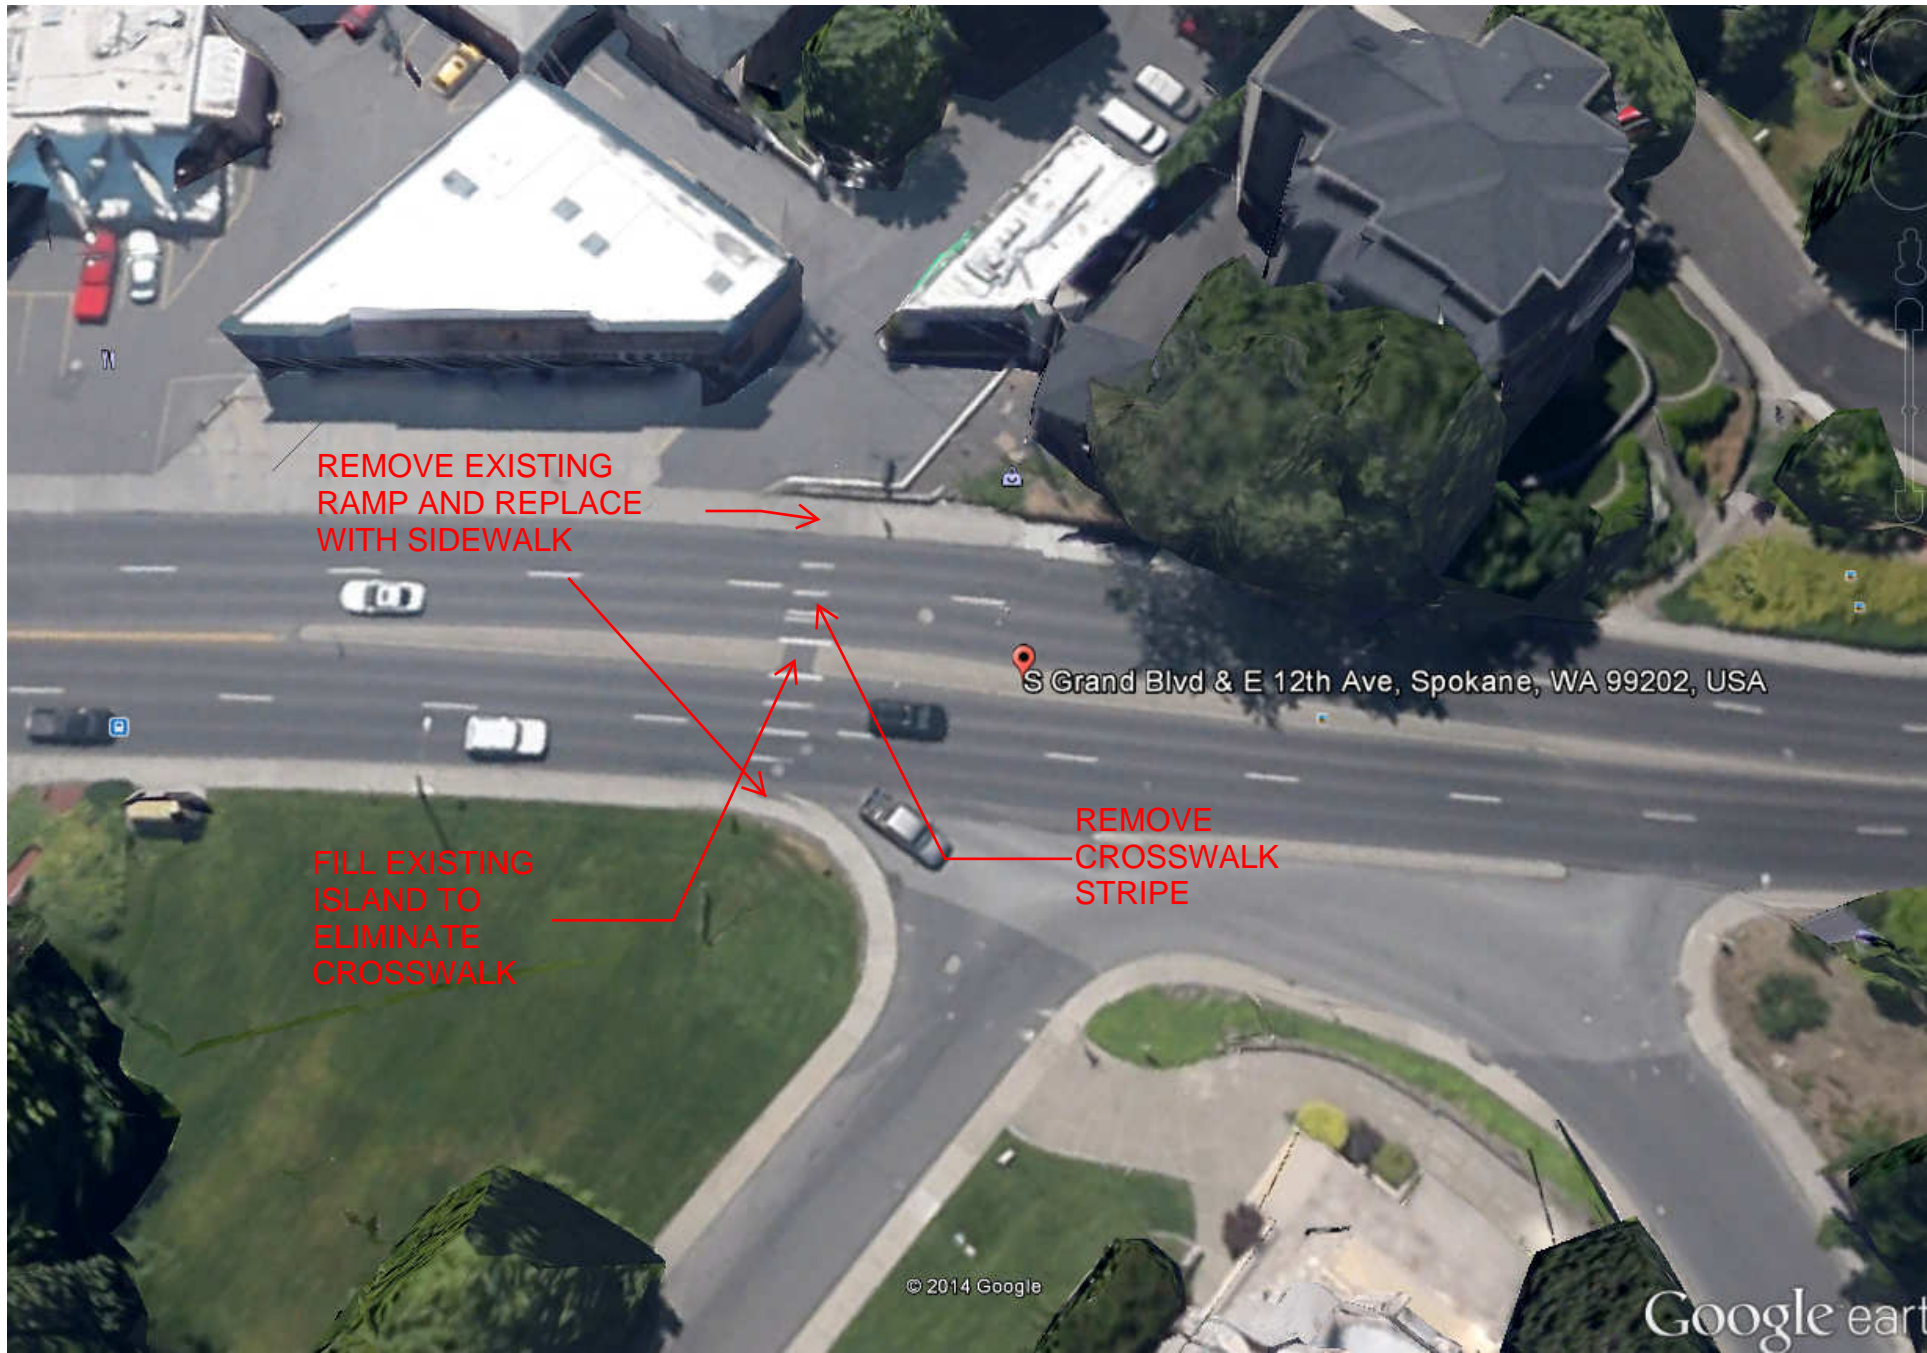 REMOVE EXISTING
RAMP AND REPLACE
WITH SIDEWALK
S Grand Blvd & E 12th Ave, Spokane, WA 99202, USA
REMOVE
CROSSWALK
STRIPE
FILL EXISTING
ISLAND TO
ELIMINATE
CROSSWALK
© 2014 Google
Google eart